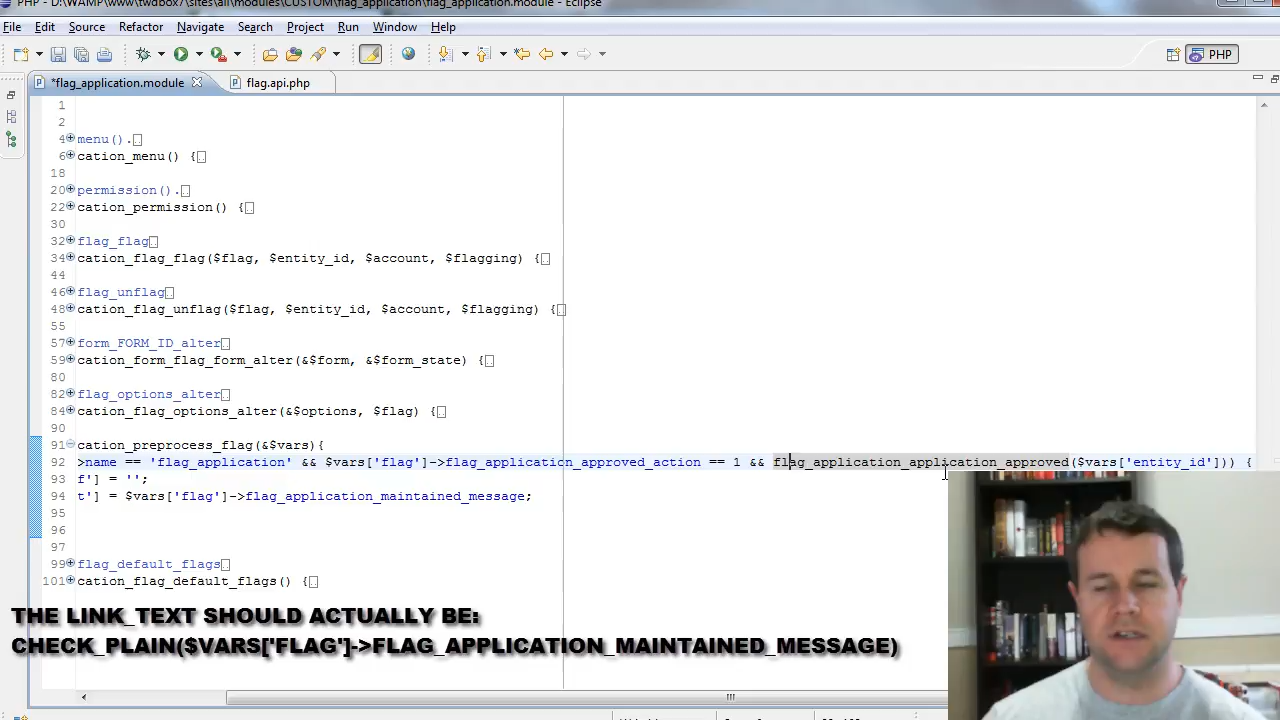 PHP - D:\WAMP\www\twdbox7\sites\all\modules\CUSTOM\flag_application\flag_application.module - Eclipse
File Edit Source Refactor Navigate Search Project Run Window Help
PHP
*flag_application.module flag.api.php
1
2
4 menu().
6 cation_menu() {
18
20 permission().
22 cation_permission() {
30
32 flag_flag
34 cation_flag_flag($flag, $entity_id, $account, $flagging) {
44
46 flag_unflag
48 cation_flag_unflag($flag, $entity_id, $account, $flagging) {
55
57 form_FORM_ID_alter
59 cation_form_flag_form_alter(&$form, &$form_state) {
80
82 flag_options_alter
84 cation_flag_options_alter(&$options, $flag) {
90
91 cation_preprocess_flag(&$vars){
92 >name == 'flag_application' && $vars['flag']->flag_application_approved_action == 1 && flag_application_application_approved($vars['entity_id'])) {
93 f'] = '';
94 t'] = $vars['flag']->flag_application_maintained_message;
95
96
97
99 flag_default_flags
101 cation_flag_default_flags() {
THE LINK_TEXT SHOULD ACTUALLY BE:
CHECK_PLAIN($VARS['FLAG']->FLAG_APPLICATION_MAINTAINED_MESSAGE)